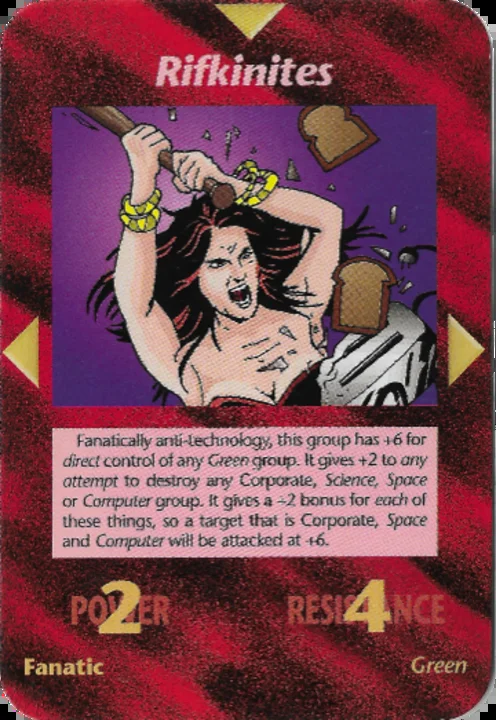 Rifkinites
Fanatically anti-technology, this group has +6 for
direct control of any Green group. It gives +2 to any
attempt to destroy any Corporate, Science, Space
or Computer group. It gives a +2 bonus for each of
these things, so a target that is Corporate, Space
and Computer will be attacked at +6.
POWER 2 RESISTANCE 4
Fanatic Green